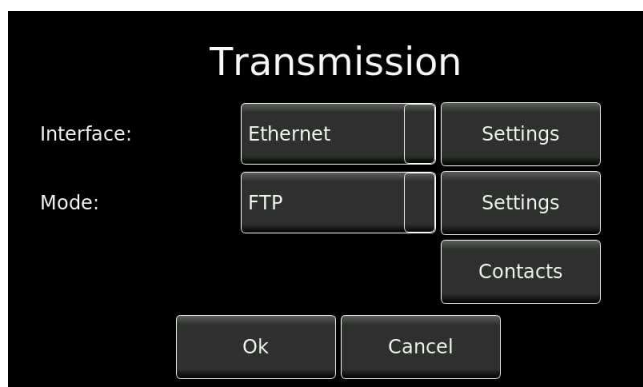 Transmission
Interface: Ethernet Settings
Mode: FTP Settings
Contacts
Ok Cancel